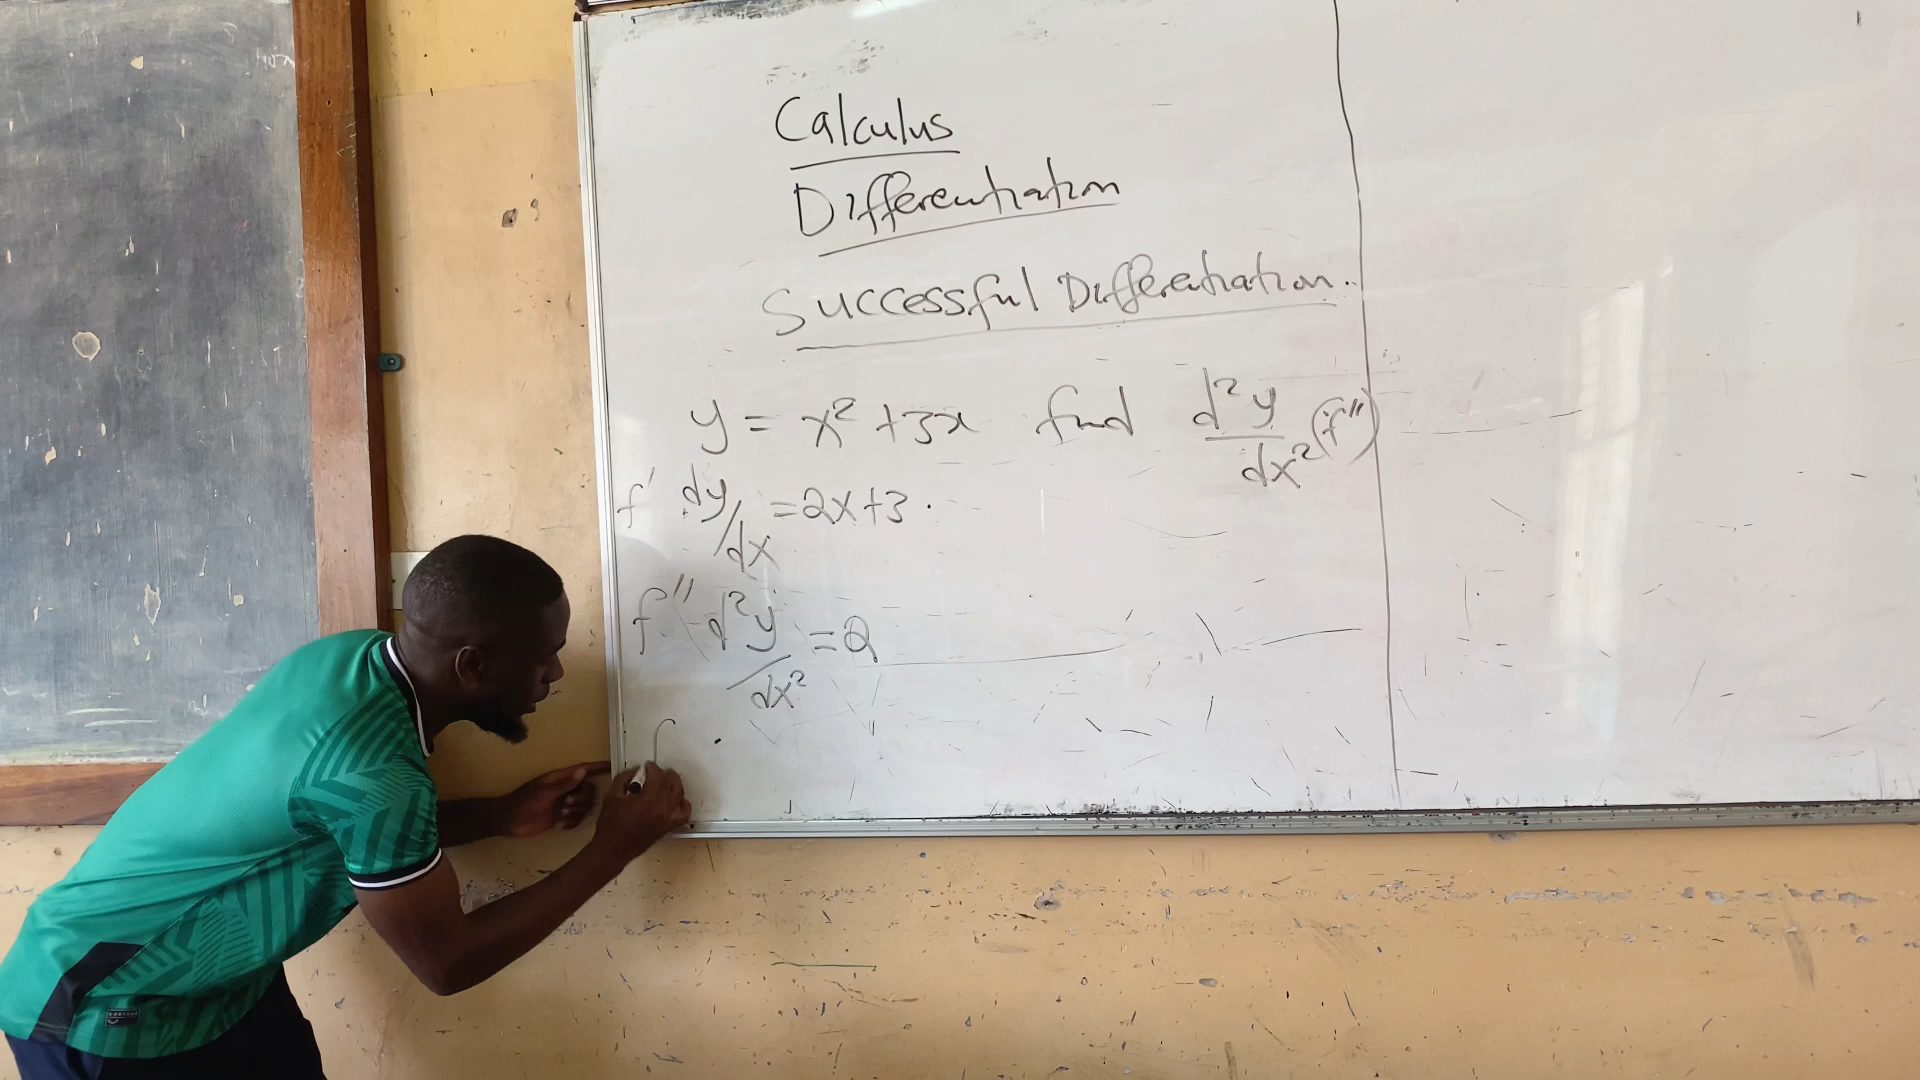 Calculus
Differentiation
Successful Differentiation.
y = x² + 3x find d²y/dx² (f'')
f' dy/dx = 2x+3.
f'' d²y/dx² = 2
f